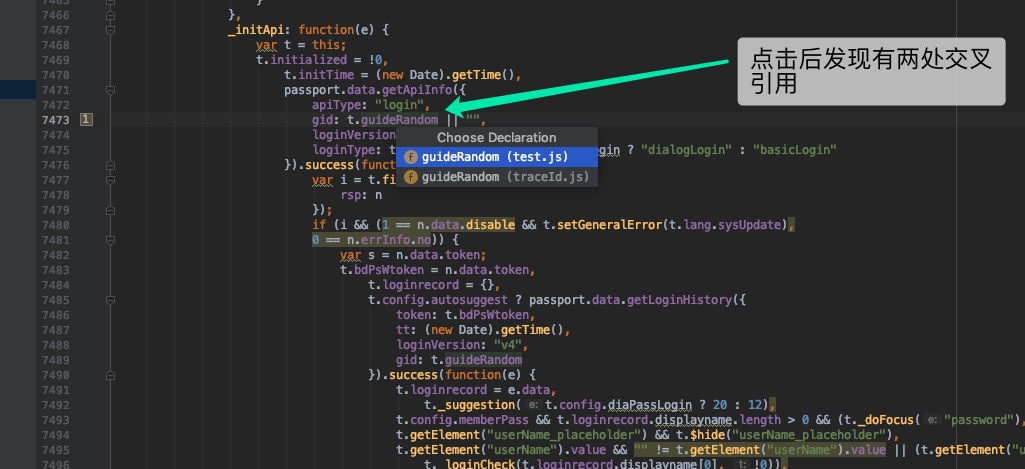 7465 }
7466 },
7467 _initApi: function(e) {
7468 var t = this;
7469 t.initialized = !0,
7470 t.initTime = (new Date).getTime(),
7471 passport.data.getApiInfo({
7472 apiType: "login",
7473 1 gid: t.guideRandom || "",
7474 loginVersion
7475 loginType: t gin ? "dialogLogin" : "basicLogin"
7476 }).success(func
7477 var i = t.fi
7478 rsp: n
7479 });
7480 if (i && (1 == n.data.disable && t.setGeneralError(t.lang.sysUpdate),
7481 0 == n.errInfo.no)) {
7482 var s = n.data.token;
7483 t.bdPsWtoken = n.data.token,
7484 t.loginrecord = {},
7485 t.config.autosuggest ? passport.data.getLoginHistory({
7486 token: t.bdPsWtoken,
7487 tt: (new Date).getTime(),
7488 loginVersion: "v4",
7489 gid: t.guideRandom
7490 }).success(function(e) {
7491 t.loginrecord = e.data,
7492 t._suggestion( e: t.config.diaPassLogin ? 20 : 12),
7493 t.config.memberPass && t.loginrecord.displayname.length > 0 && (t._doFocus( e: "password"),
7494 t.getElement("userName_placeholder") && t.$hide("userName_placeholder"),
7495 t.getElement("userName").value && "" != t.getElement("userName").value || (t.getElement("use
7496 t._loginCheck(t.loginrecord.displayname[0], t: !0)),
Choose Declaration
guideRandom (test.js)
guideRandom (traceId.js)
点击后发现有两处交叉
引用